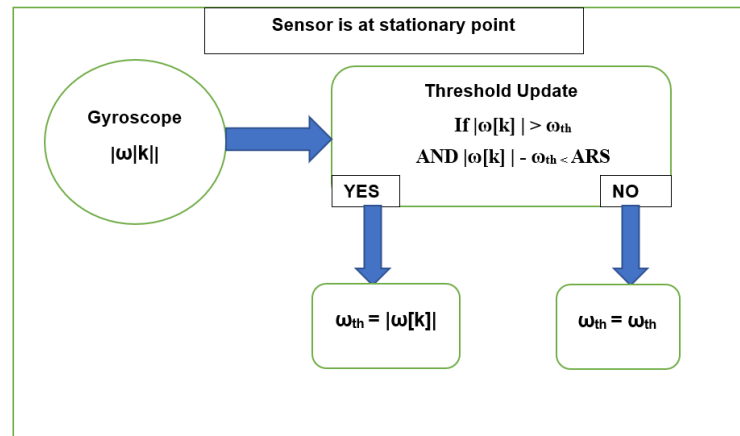 Sensor is at stationary point
Gyroscope
|ω|k||
Threshold Update
If |ω[k] | > ωth
AND |ω[k] | - ωth < ARS
YES
NO
ωth = |ω[k]|
ωth = ωth